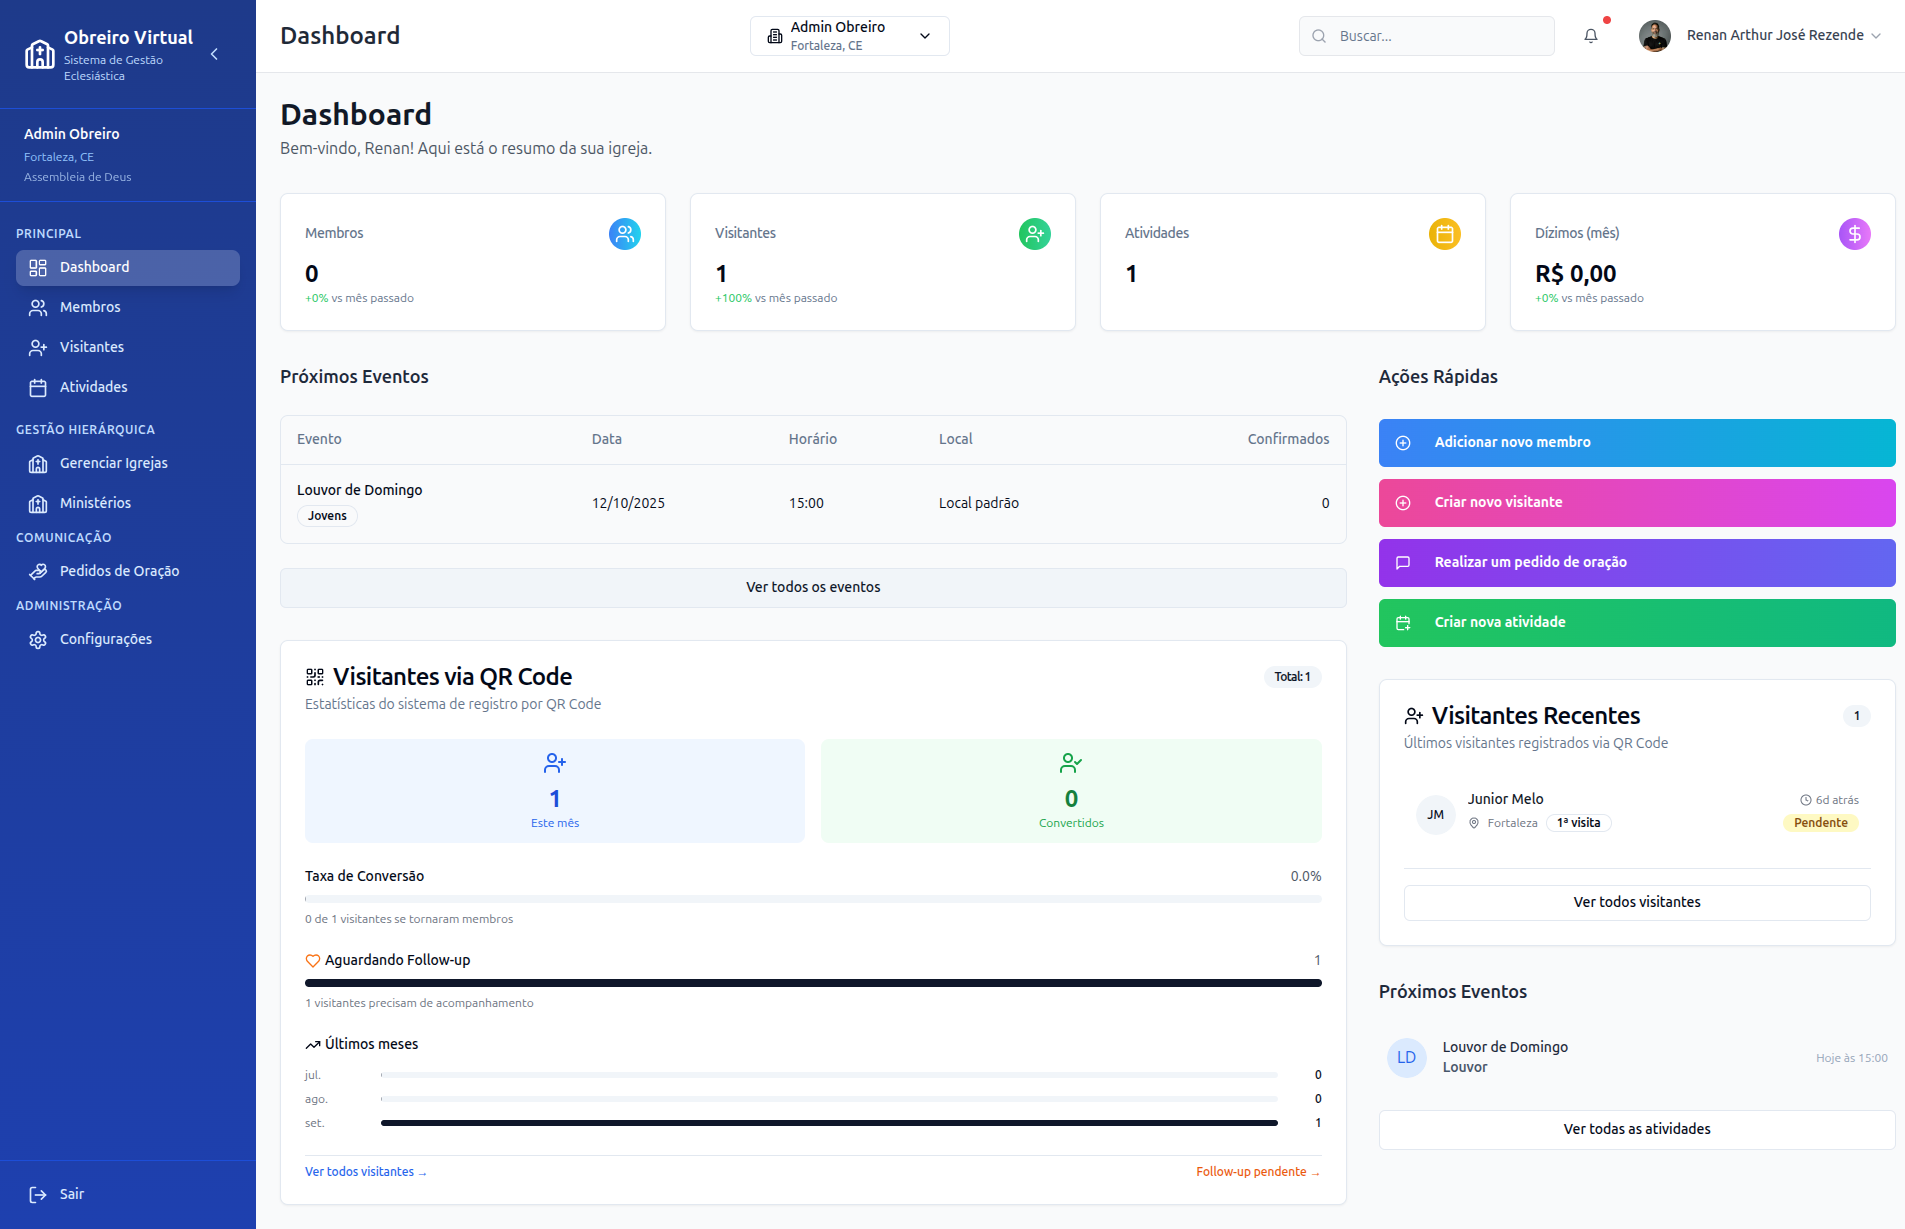 Obreiro Virtual
Sistema de Gestão
Eclesiástica
Admin Obreiro
Fortaleza, CE
Assembleia de Deus
PRINCIPAL
Dashboard
Membros
Visitantes
Atividades
GESTÃO HIERÁRQUICA
Gerenciar Igrejas
Ministérios
COMUNICAÇÃO
Pedidos de Oração
ADMINISTRAÇÃO
Configurações
Sair
Dashboard
Admin Obreiro
Fortaleza, CE
Buscar...
Renan Arthur José Rezende
Dashboard
Bem-vindo, Renan! Aqui está o resumo da sua igreja.
Membros
0
+0% vs mês passado
Visitantes
1
+100% vs mês passado
Atividades
1
Dízimos (mês)
R$ 0,00
+0% vs mês passado
Próximos Eventos
Evento Data Horário Local Confirmados
Louvor de Domingo
Jovens
12/10/2025 15:00 Local padrão 0
Ver todos os eventos
Visitantes via QR Code
Total: 1
Estatísticas do sistema de registro por QR Code
1
Este mês
0
Convertidos
Taxa de Conversão 0.0%
0 de 1 visitantes se tornaram membros
Aguardando Follow-up 1
1 visitantes precisam de acompanhamento
Últimos meses
jul. 0
ago. 0
set. 1
Ver todos visitantes →
Follow-up pendente →
Ações Rápidas
Adicionar novo membro
Criar novo visitante
Realizar um pedido de oração
Criar nova atividade
Visitantes Recentes
1
Últimos visitantes registrados via QR Code
JM
Junior Melo
6d atrás
Fortaleza
1ª visita
Pendente
Ver todos visitantes
Próximos Eventos
LD
Louvor de Domingo
Louvor
Hoje às 15:00
Ver todas as atividades